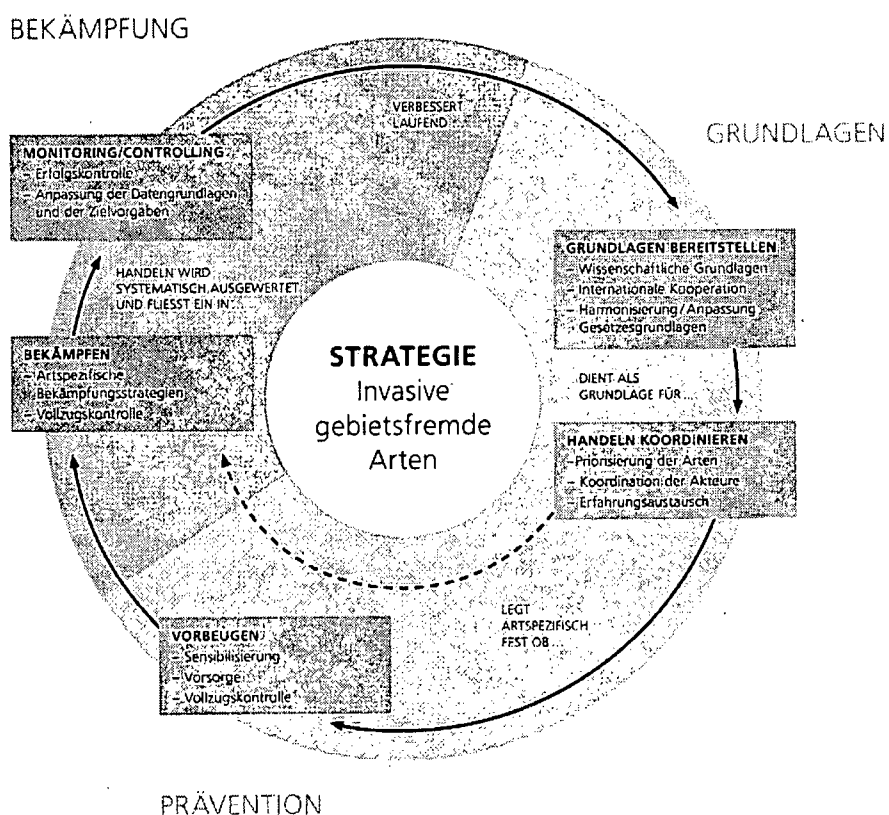 BEKÄMPFUNG
VERBESSERT
LAUFEND
GRUNDLAGEN
MONITORING/CONTROLLING
– Erfolgskontrolle
– Anpassung der Datengrundlagen
und der Zielvorgaben
GRUNDLAGEN BEREITSTELLEN
– Wissenschaftliche Grundlagen
– Internationale Kooperation
– Harmonisierung/Anpassung
Gesetzesgrundlagen
HANDELN WIRD
SYSTEMATISCH AUSGEWERTET
UND FLIESST EIN IN...
BEKÄMPFEN
– Artspezifische
Bekämpfungsstrategien
– Vollzugskontrolle
STRATEGIE
Invasive
gebietsfremde
Arten
DIENT ALS
GRUNDLAGE FÜR...
HANDELN KOORDINIEREN
– Priorisierung der Arten
– Koordination der Akteure
– Erfahrungsaustausch
LEGT
ARTSPEZIFISCH
FEST OB...
VORBEUGEN
– Sensibilisierung
– Vorsorge
– Vollzugskontrolle
PRÄVENTION